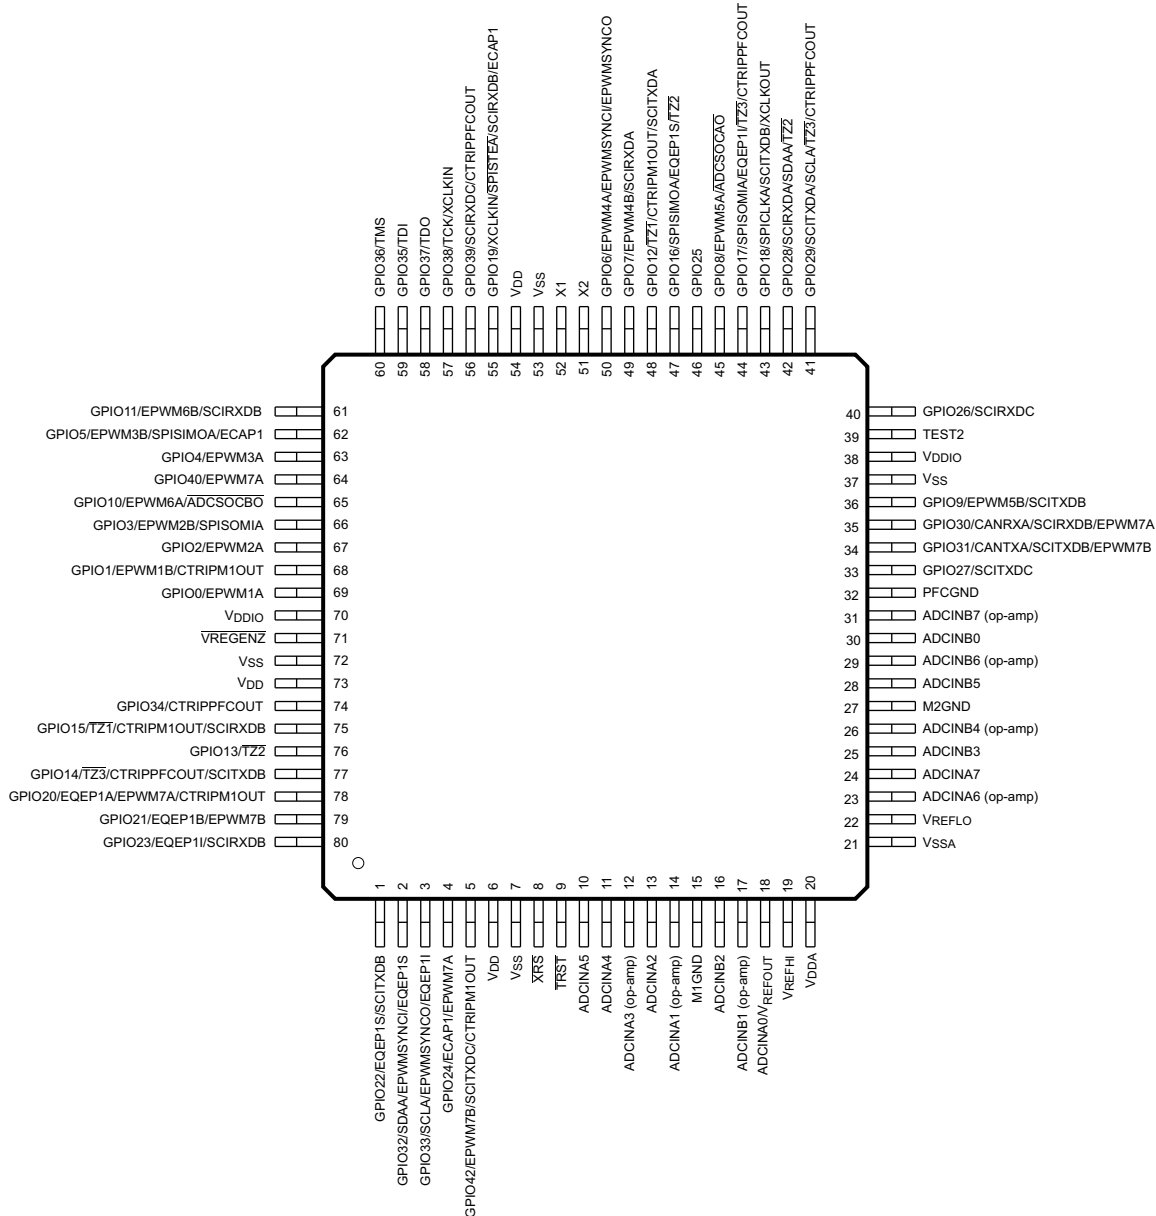 GPIO36/TMS
GPIO35/TDI
GPIO37/TDO
GPIO38/TCK/XCLKIN
GPIO39/SCIRXDC/CTRIPPFCOUT
GPIO19/XCLKIN/SPISTEA/SCIRXDB/ECAP1
VDD
VSS
X1
X2
GPIO6/EPWM4A/EPWMSYNCI/EPWMSYNCO
GPIO7/EPWM4B/SCIRXDA
GPIO12/TZ1/CTRIPM1OUT/SCITXDA
GPIO16/SPISIMOA/EQEP1S/TZ2
GPIO25
GPIO8/EPWM5A/ADCSOCAO
GPIO17/SPISOMIA/EQEP1I/TZ3/CTRIPPFCOUT
GPIO18/SPICLKA/SCITXDB/XCLKOUT
GPIO28/SCIRXDA/SDAA/TZ2
GPIO29/SCITXDA/SCLA/TZ3/CTRIPPFCOUT
60
59
58
57
56
55
54
53
52
51
50
49
48
47
46
45
44
43
42
41
GPIO11/EPWM6B/SCIRXDB 61
GPIO5/EPWM3B/SPISIMOA/ECAP1 62
GPIO4/EPWM3A 63
GPIO40/EPWM7A 64
GPIO10/EPWM6A/ADCSOCBO 65
GPIO3/EPWM2B/SPISOMIA 66
GPIO2/EPWM2A 67
GPIO1/EPWM1B/CTRIPM1OUT 68
GPIO0/EPWM1A 69
VDDIO 70
VREGENZ 71
VSS 72
VDD 73
GPIO34/CTRIPPFCOUT 74
GPIO15/TZ1/CTRIPM1OUT/SCIRXDB 75
GPIO13/TZ2 76
GPIO14/TZ3/CTRIPPFCOUT/SCITXDB 77
GPIO20/EQEP1A/EPWM7A/CTRIPM1OUT 78
GPIO21/EQEP1B/EPWM7B 79
GPIO23/EQEP1I/SCIRXDB 80
40 GPIO26/SCIRXDC
39 TEST2
38 VDDIO
37 VSS
36 GPIO9/EPWM5B/SCITXDB
35 GPIO30/CANRXA/SCIRXDB/EPWM7A
34 GPIO31/CANTXA/SCITXDB/EPWM7B
33 GPIO27/SCITXDC
32 PFCGND
31 ADCINB7 (op-amp)
30 ADCINB0
29 ADCINB6 (op-amp)
28 ADCINB5
27 M2GND
26 ADCINB4 (op-amp)
25 ADCINB3
24 ADCINA7
23 ADCINA6 (op-amp)
22 VREFLO
21 VSSA
1
2
3
4
5
6
7
8
9
10
11
12
13
14
15
16
17
18
19
20
GPIO22/EQEP1S/SCITXDB
GPIO32/SDAA/EPWMSYNCI/EQEP1S
GPIO33/SCLA/EPWMSYNCO/EQEP1I
GPIO24/ECAP1/EPWM7A
GPIO42/EPWM7B/SCITXDC/CTRIPM1OUT
VDD
VSS
XRS
TRST
ADCINA5
ADCINA4
ADCINA3 (op-amp)
ADCINA2
ADCINA1 (op-amp)
M1GND
ADCINB2
ADCINB1 (op-amp)
ADCINA0/VREFOUT
VREFHI
VDDA